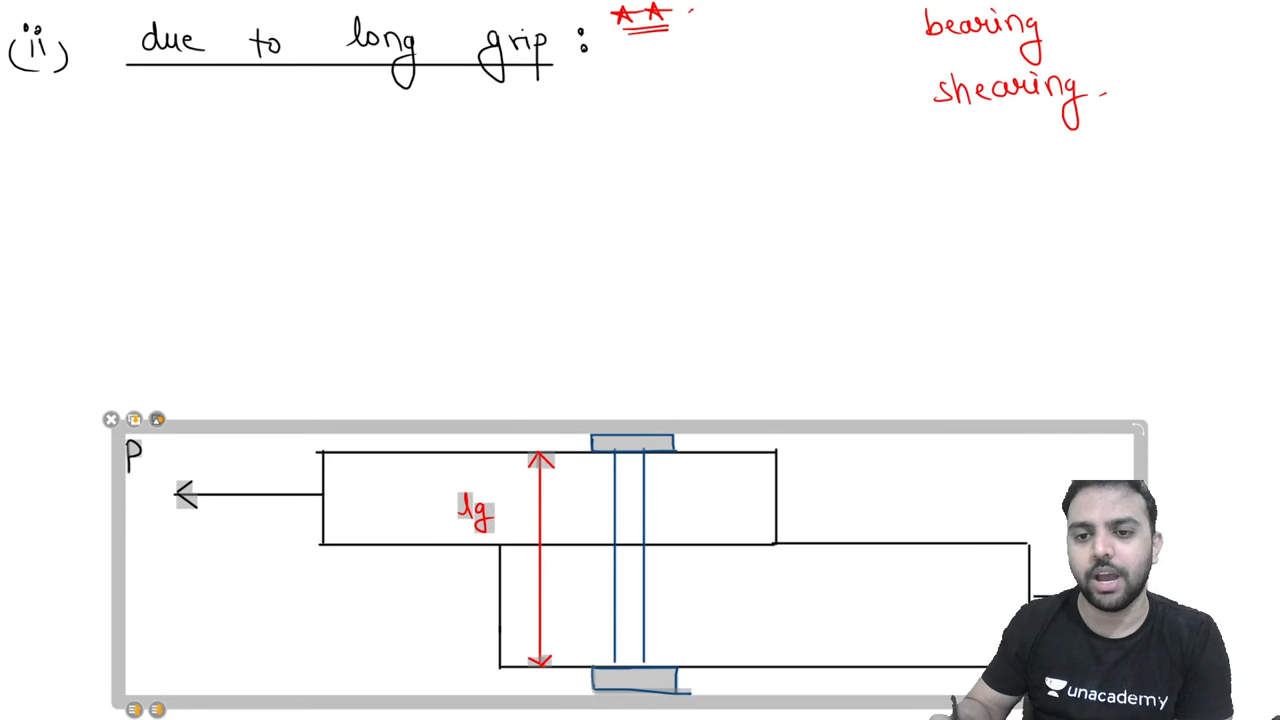 (ii) due to long grip :
bearing
shearing.
P
lg
unacademy